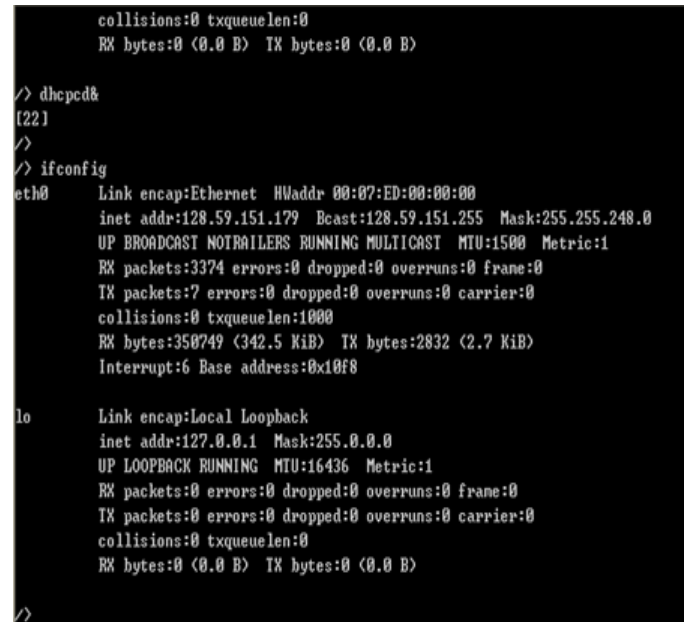 collisions:0 txqueuelen:0
RX bytes:0 (0.0 B)  TX bytes:0 (0.0 B)
/> dhcpcd&
[22]
/>
/> ifconfig
eth0      Link encap:Ethernet  HWaddr 00:07:ED:00:00:00
inet addr:128.59.151.179  Bcast:128.59.151.255  Mask:255.255.248.0
UP BROADCAST NOTRAILERS RUNNING MULTICAST  MTU:1500  Metric:1
RX packets:3374 errors:0 dropped:0 overruns:0 frame:0
TX packets:7 errors:0 dropped:0 overruns:0 carrier:0
collisions:0 txqueuelen:1000
RX bytes:350749 (342.5 KiB)  TX bytes:2832 (2.7 KiB)
Interrupt:6 Base address:0x10f8
lo        Link encap:Local Loopback
inet addr:127.0.0.1  Mask:255.0.0.0
UP LOOPBACK RUNNING  MTU:16436  Metric:1
RX packets:0 errors:0 dropped:0 overruns:0 frame:0
TX packets:0 errors:0 dropped:0 overruns:0 carrier:0
collisions:0 txqueuelen:0
RX bytes:0 (0.0 B)  TX bytes:0 (0.0 B)
/>